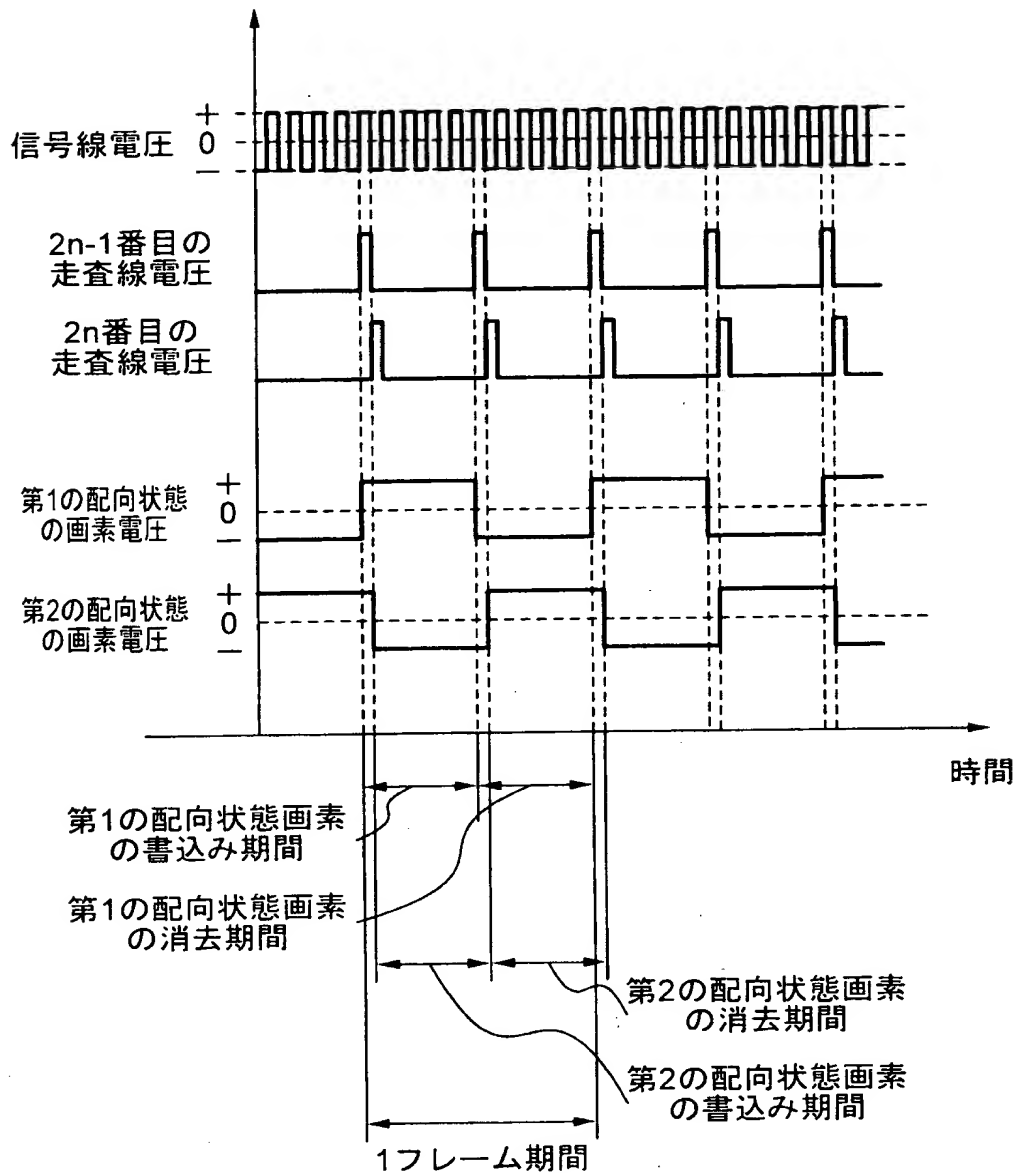 +
信号線電圧 0
−
2n-1番目の
走査線電圧
2n番目の
走査線電圧
+
第1の配向状態
の画素電圧 0
−
+
第2の配向状態
の画素電圧 0
−
時間
第1の配向状態画素
の書込み期間
第1の配向状態画素
の消去期間
第2の配向状態画素
の消去期間
第2の配向状態画素
の書込み期間
1フレーム期間